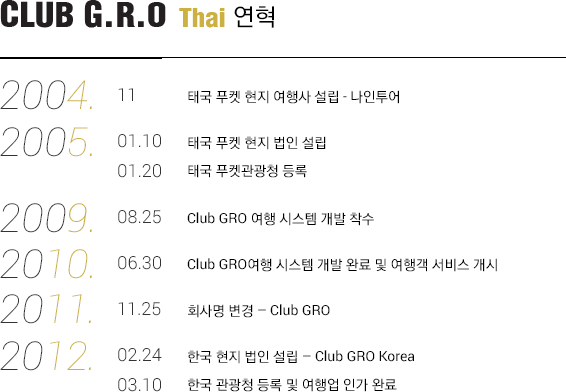 CLUB G.R.O Thai 연혁
2004. 11 태국 푸켓 현지 여행사 설립 - 나인투어
2005. 01.10 태국 푸켓 현지 법인 설립
01.20 태국 푸켓관광청 등록
2009. 08.25 Club GRO 여행 시스템 개발 착수
2010. 06.30 Club GRO여행 시스템 개발 완료 및 여행객 서비스 개시
2011. 11.25 회사명 변경 – Club GRO
2012. 02.24 한국 현지 법인 설립 – Club GRO Korea
03.10 한국 관광청 등록 및 여행업 인가 완료